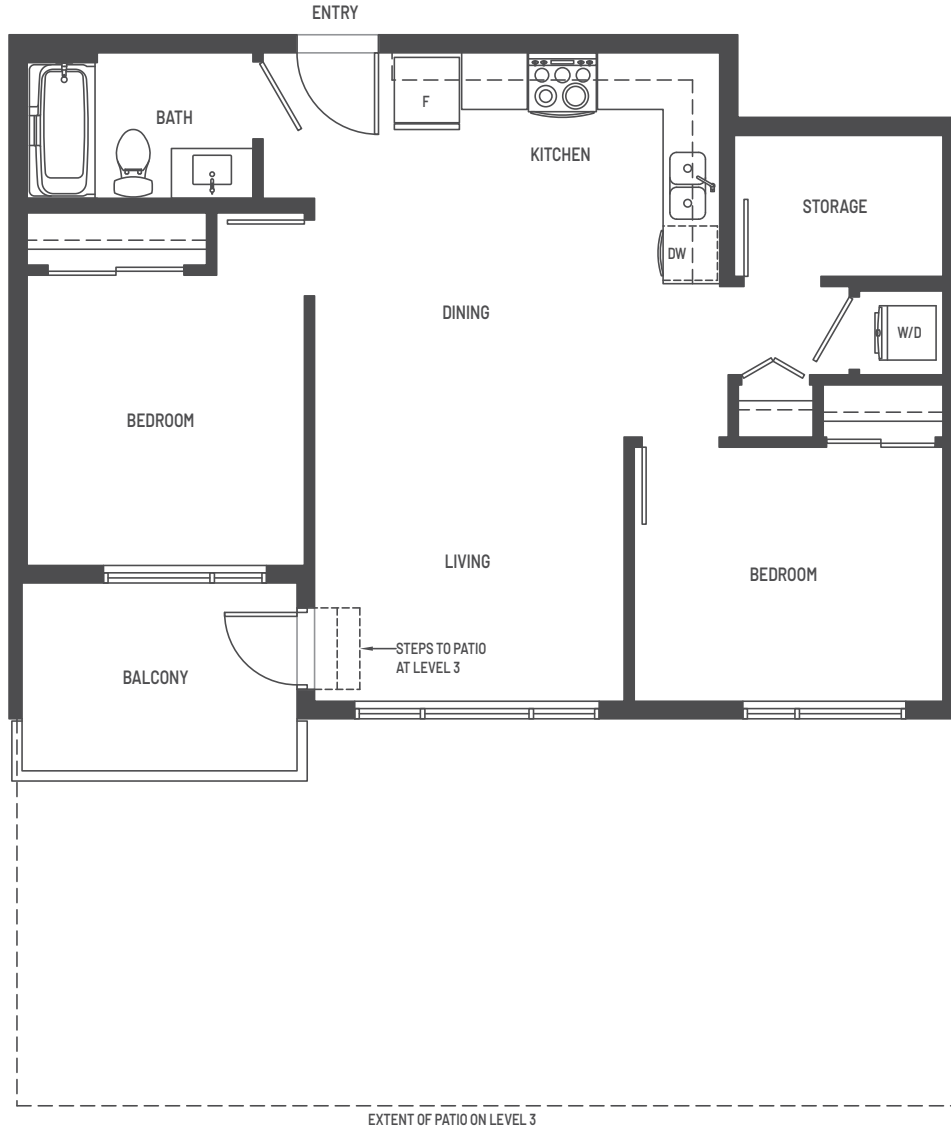 ENTRY
F
BATH
KITCHEN
STORAGE
DW
DINING
W/D
BEDROOM
LIVING
BEDROOM
STEPS TO PATIO
AT LEVEL 3
BALCONY
EXTENT OF PATIO ON LEVEL 3